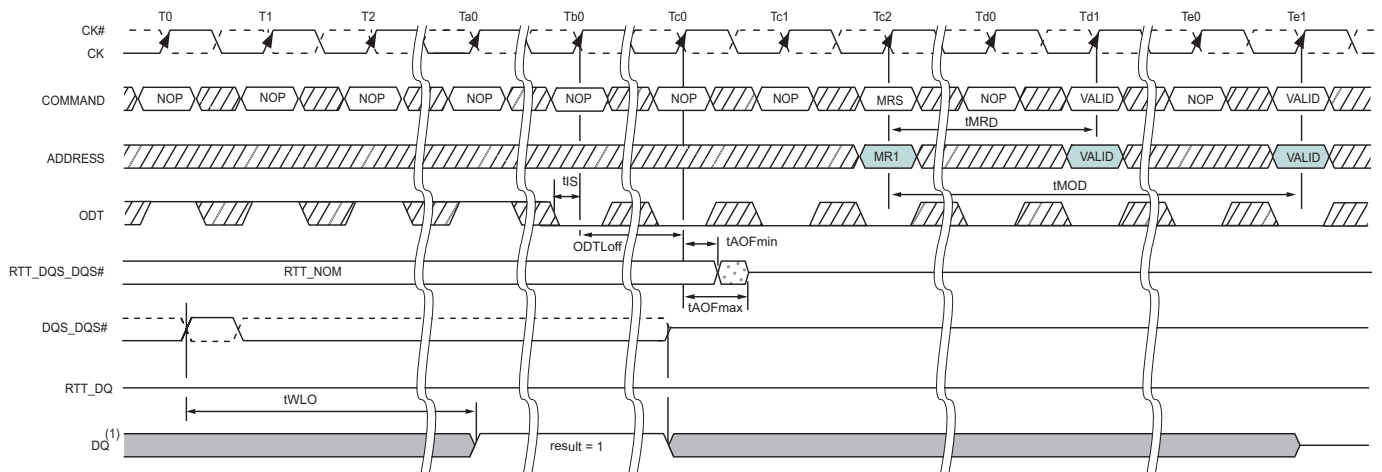 T0 T1 T2 Ta0 Tb0 Tc0 Tc1 Tc2 Td0 Td1 Te0 Te1
CK#
CK
COMMAND NOP NOP NOP NOP NOP NOP NOP MRS NOP VALID NOP VALID
tMRD
ADDRESS MR1 VALID VALID
tIS tMOD
ODT
ODTLoff tAOFmin
RTT_DQS_DQS# RTT_NOM
tAOFmax
DQS_DQS#
RTT_DQ
tWLO
DQ(1) result = 1